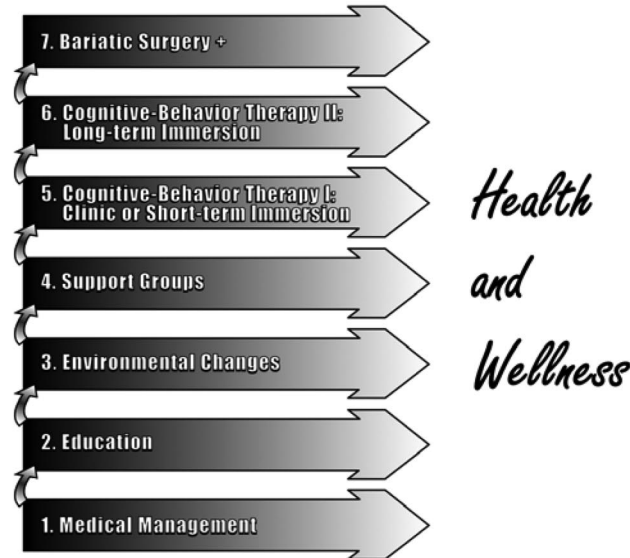 7. Bariatic Surgery +
6. Cognitive-Behavior Therapy II:
Long-term Immersion
5. Cognitive-Behavior Therapy I:
Clinic or Short-term Immersion
4. Support Groups
3. Environmental Changes
2. Education
1. Medical Management
Health
and
Wellness